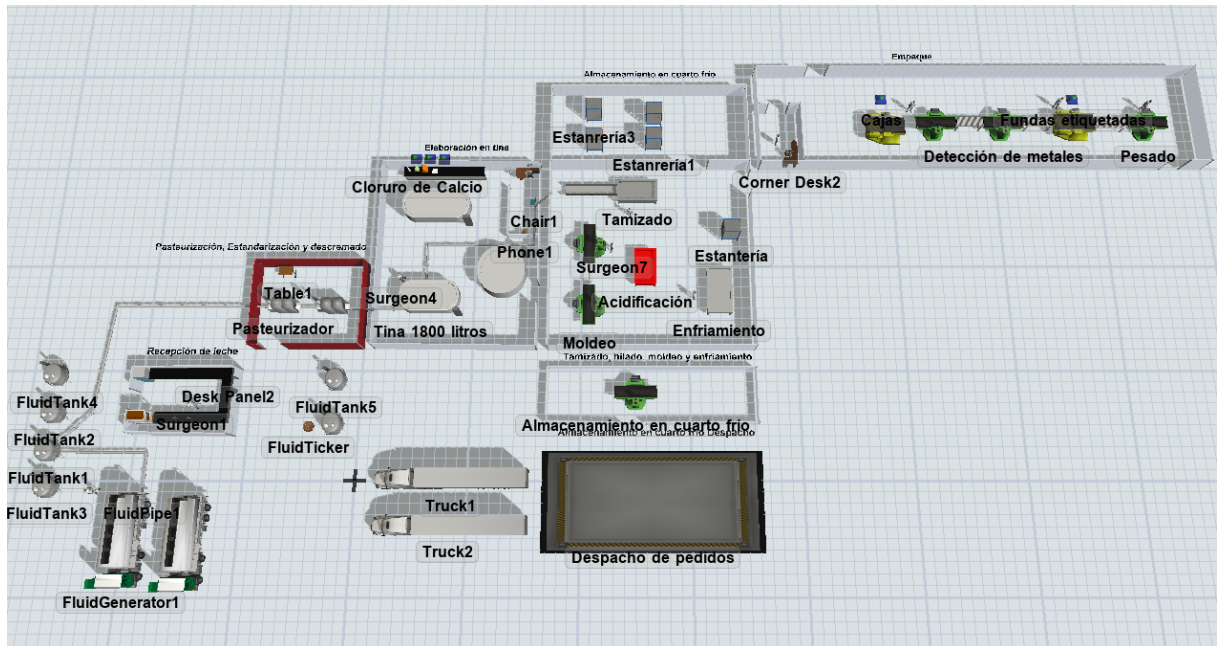 Empaque
Almacenamiento en cuarto frío
Cajas
Fundas etiquetadas
Estanrería3
Elaboración en tina
Detección de metales
Pesado
Estanrería1
Corner Desk2
Cloruro de Calcio
Chair1
Tamizado
Pasteurización, Estandarización y descremado
Phone1
Estantería
Surgeon7
Table1
Surgeon4
Acidificación
Pasteurizador
Tina 1800 litros
Enfriamiento
Moldeo
Recepción de leche
Tamizado, hilado, moldeo y enfriamiento
FluidTank4
Desk Panel2
FluidTank5
Surgeon1
Almacenamiento en cuarto frío
Almacenamiento en cuarto frío Despacho
FluidTank2
FluidTicker
FluidTank1
Truck1
FluidTank3
FluidPipe1
Truck2
Despacho de pedidos
FluidGenerator1